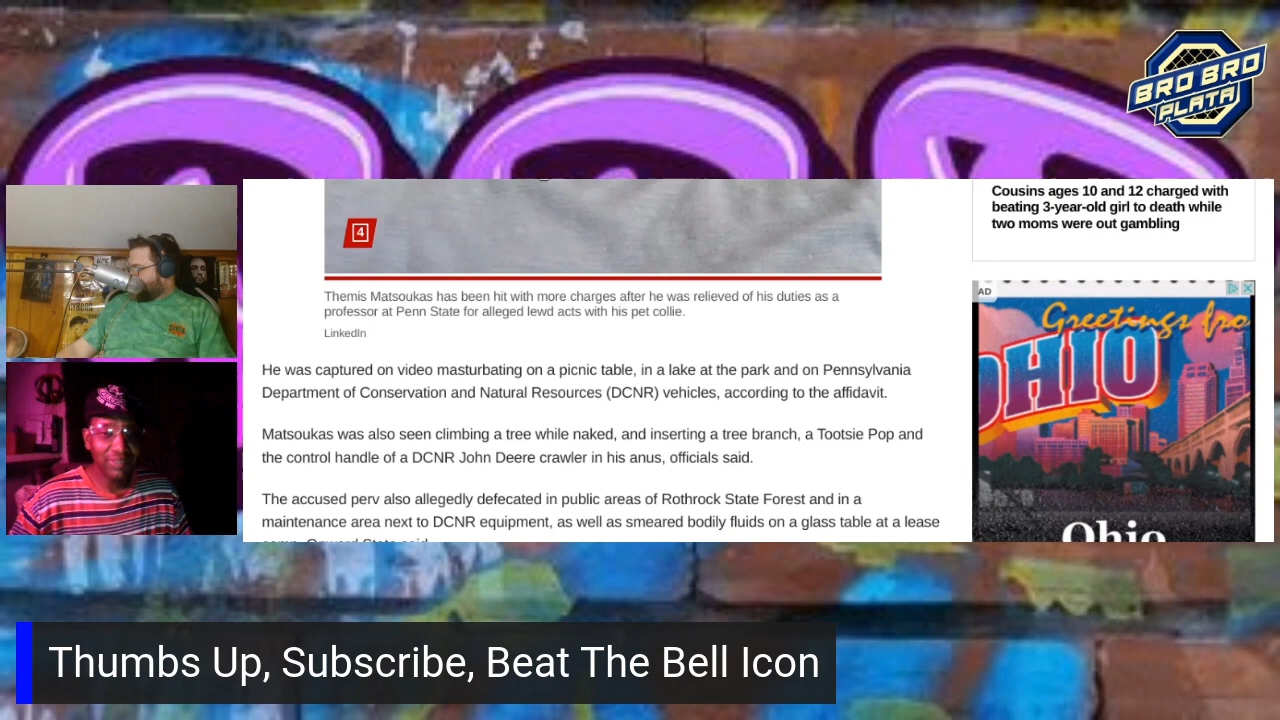 BRO BRO
PLATA
4
Themis Matsoukas has been hit with more charges after he was relieved of his duties as a
professor at Penn State for alleged lewd acts with his pet collie.
LinkedIn
He was captured on video masturbating on a picnic table, in a lake at the park and on Pennsylvania
Department of Conservation and Natural Resources (DCNR) vehicles, according to the affidavit.
Matsoukas was also seen climbing a tree while naked, and inserting a tree branch, a Tootsie Pop and
the control handle of a DCNR John Deere crawler in his anus, officials said.
The accused perv also allegedly defecated in public areas of Rothrock State Forest and in a
maintenance area next to DCNR equipment, as well as smeared bodily fluids on a glass table at a lease
Cousins ages 10 and 12 charged with
beating 3-year-old girl to death while
two moms were out gambling
AD
Greetings fro
OHIO
Ohio
Thumbs Up, Subscribe, Beat The Bell Icon